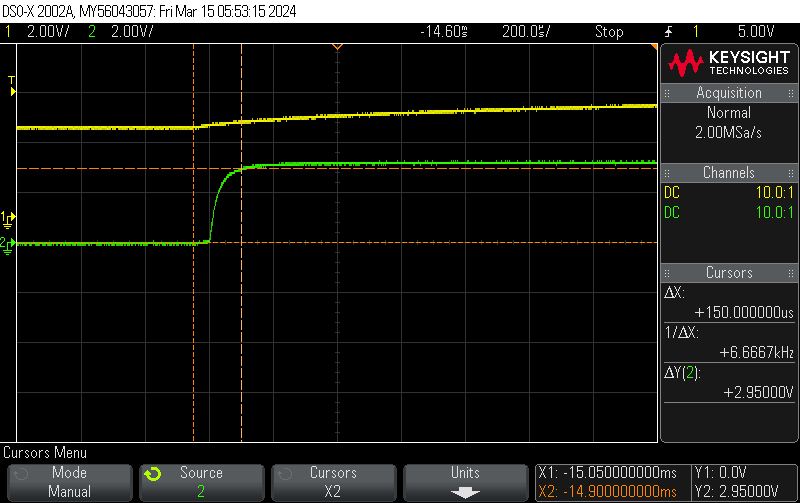 DSO-X 2002A, MY56043057: Fri Mar 15 05:53:15 2024
1 2.00V/ 2 2.00V/ -14.60ms 200.0us/ Stop 1 5.00V
T
KEYSIGHT
TECHNOLOGIES
Acquisition
Normal
2.00MSa/s
Channels
DC 10.0:1
DC 10.0:1
1
2
Cursors
ΔX:
+150.000000us
1/ΔX:
+6.6667kHz
ΔY(2):
+2.95000V
Cursors Menu
Mode
Manual
Source
2
Cursors
X2
Units
X1: -15.050000000ms
X2: -14.900000000ms
Y1: 0.0V
Y2: 2.95000V